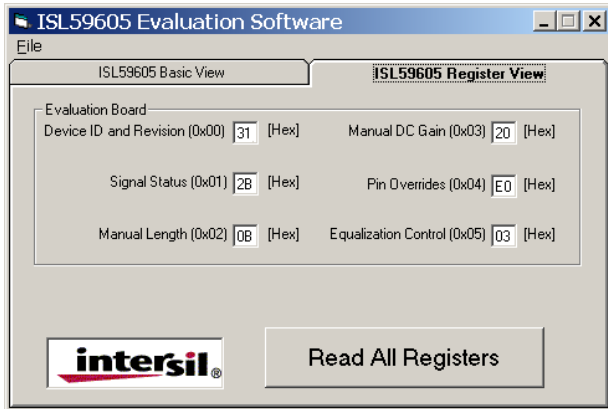 ISL59605 Evaluation Software
File
ISL59605 Basic View
ISL59605 Register View
Evaluation Board
Device ID and Revision (0x00) 31 [Hex]
Manual DC Gain (0x03) 20 [Hex]
Signal Status (0x01) 2B [Hex]
Pin Overrides (0x04) E0 [Hex]
Manual Length (0x02) 0B [Hex]
Equalization Control (0x05) 03 [Hex]
intersil®
Read All Registers